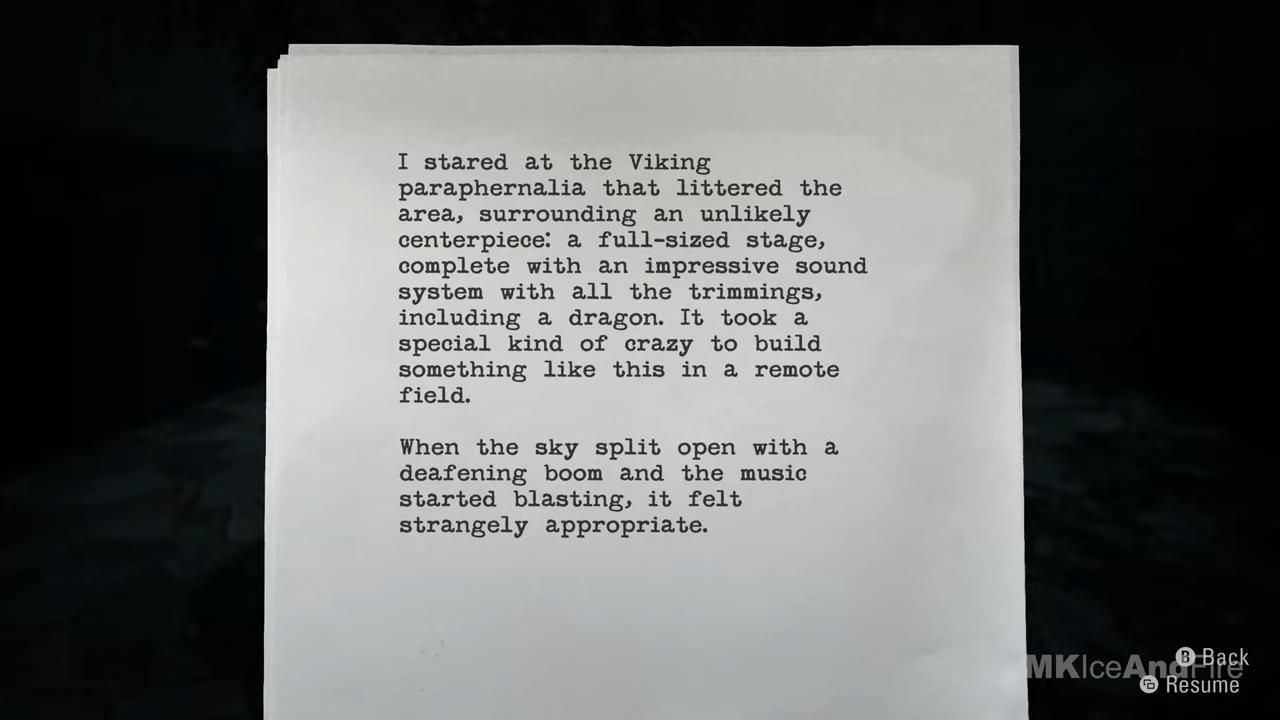 I stared at the Viking
paraphernalia that littered the
area, surrounding an unlikely
centerpiece: a full-sized stage,
complete with an impressive sound
system with all the trimmings,
including a dragon. It took a
special kind of crazy to build
something like this in a remote
field.
When the sky split open with a
deafening boom and the music
started blasting, it felt
strangely appropriate.
MKIceAndFire
B Back
Resume